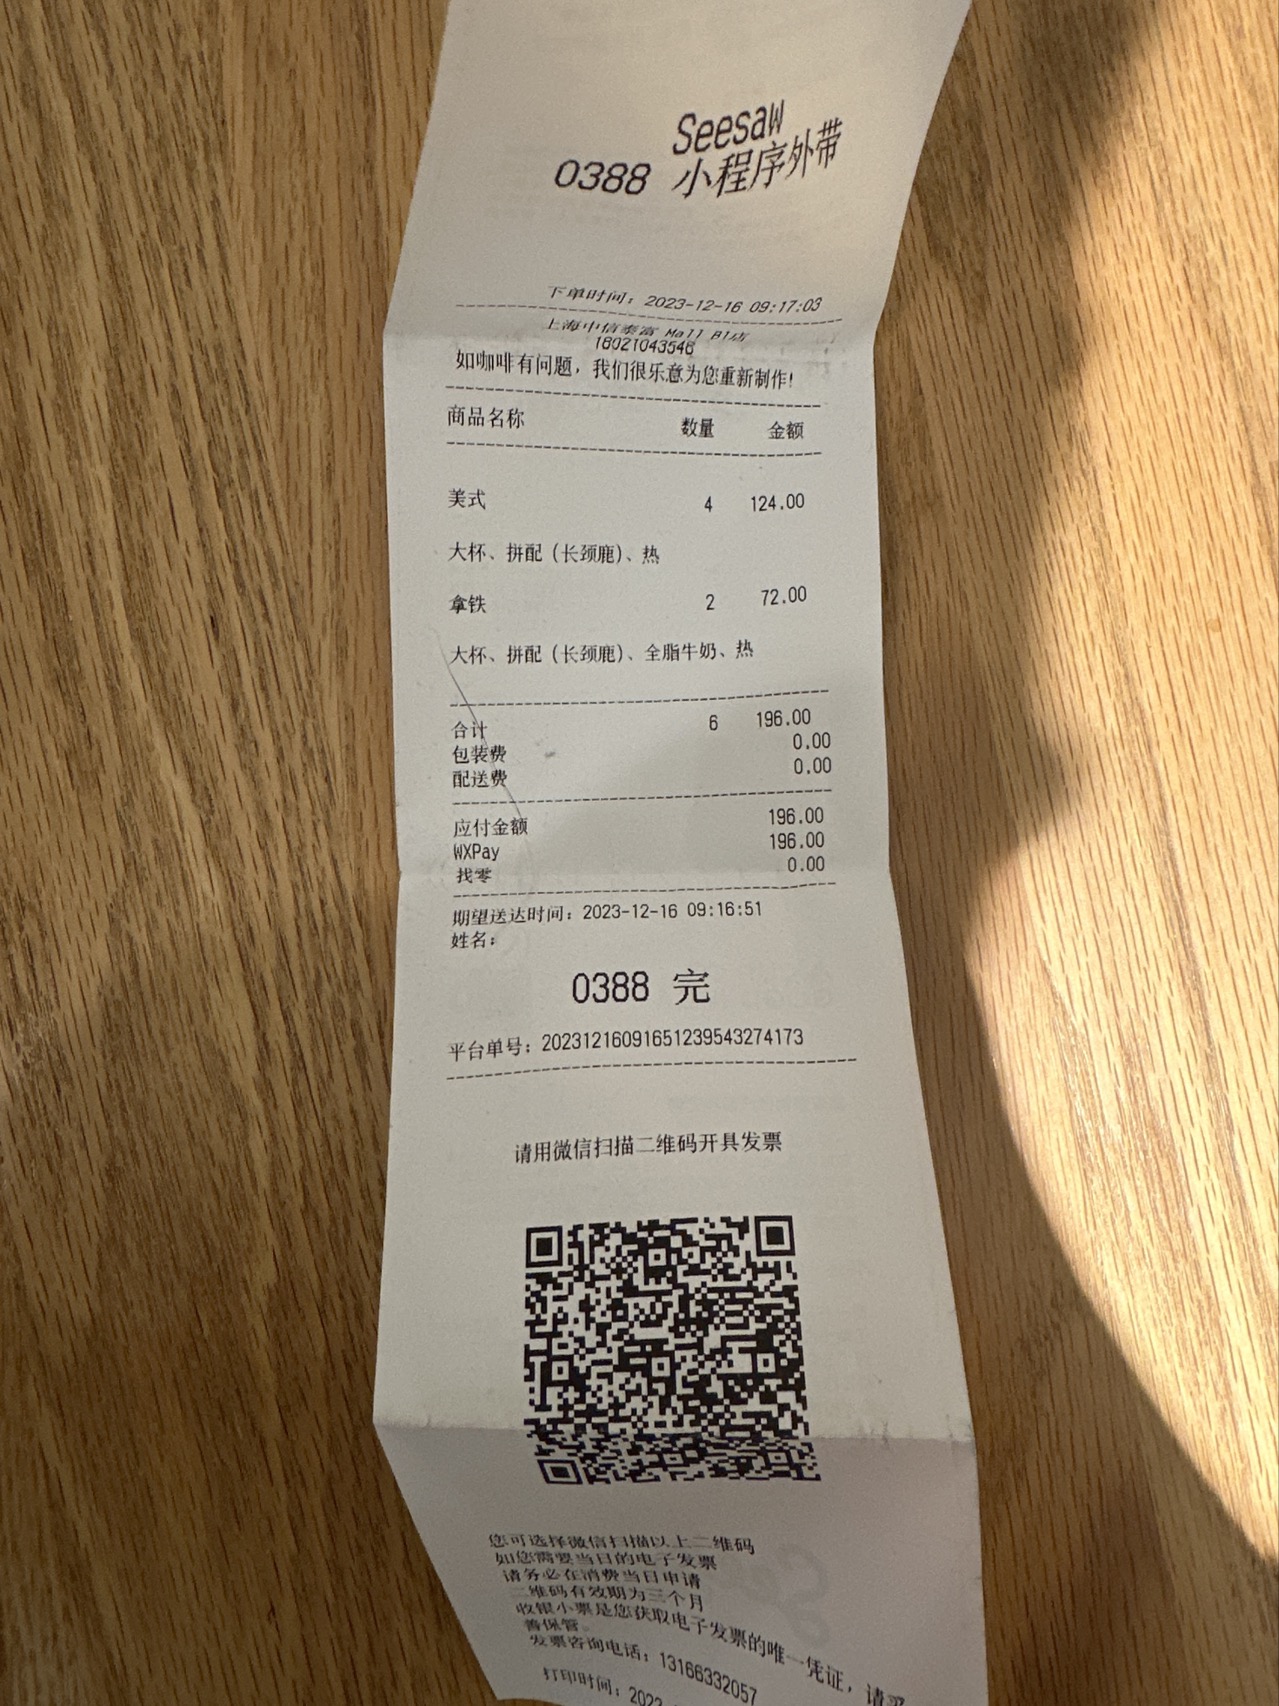 Seesaw
0388 小程序外带
下单时间：2023-12-16 09:17:03
上海中信泰富 Mall B1店
18021043546
如咖啡有问题，我们很乐意为您重新制作！
商品名称 数量 金额
美式 4 124.00
大杯、拼配（长颈鹿）、热
拿铁 2 72.00
大杯、拼配（长颈鹿）、全脂牛奶、热
合计 6 196.00
包装费 0.00
配送费 0.00
应付金额 196.00
WXPay 196.00
找零 0.00
期望送达时间：2023-12-16 09:16:51
姓名：
0388 完
平台单号：20231216091651239543274173
请用微信扫描二维码开具发票
您可选择微信扫描以上二维码
如您需要当日的电子发票
请务必在消费当日申请
二维码有效期为三个月
收银小票是您获取电子发票的唯一凭证，请妥
善保管。
发票咨询电话：13166332057
打印时间：